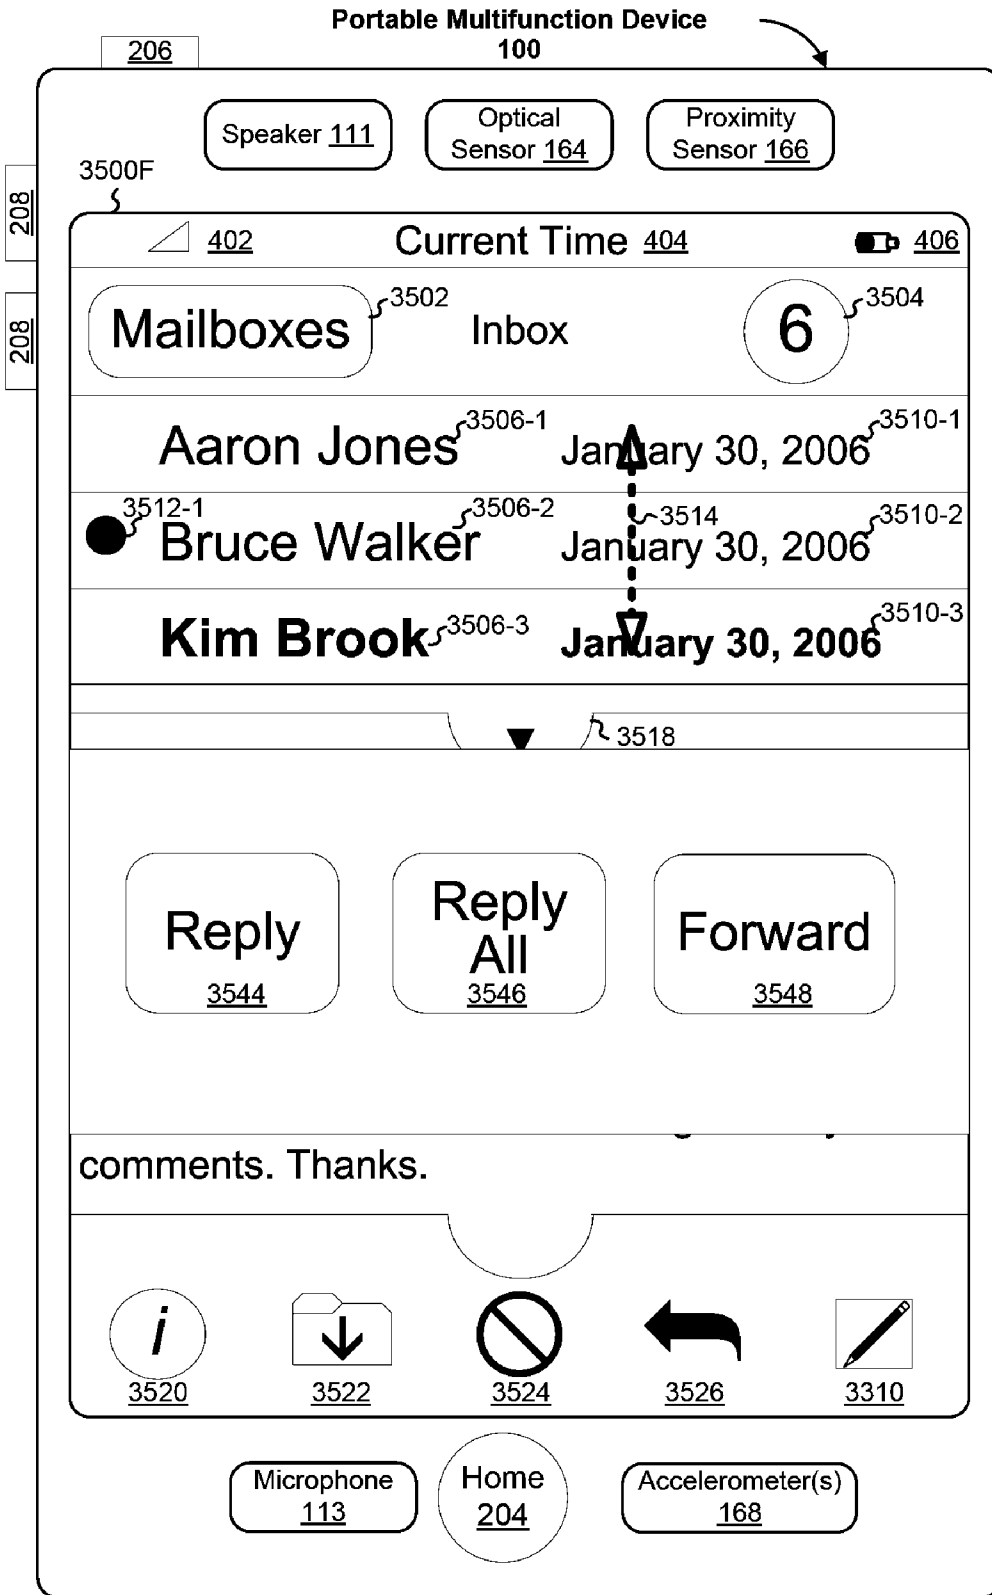 Portable Multifunction Device
100
206
Speaker 111
Optical
Sensor 164
Proximity
Sensor 166
3500F
208
208
402
Current Time 404
406
Mailboxes
3502
Inbox
6
3504
Aaron Jones
3506-1
January 30, 2006
3510-1
3512-1
Bruce Walker
3506-2
3514
January 30, 2006
3510-2
Kim Brook
3506-3
January 30, 2006
3510-3
3518
Reply
3544
Reply
All
3546
Forward
3548
comments. Thanks.
i
3520
3522
3524
3526
3310
Microphone
113
Home
204
Accelerometer(s)
168